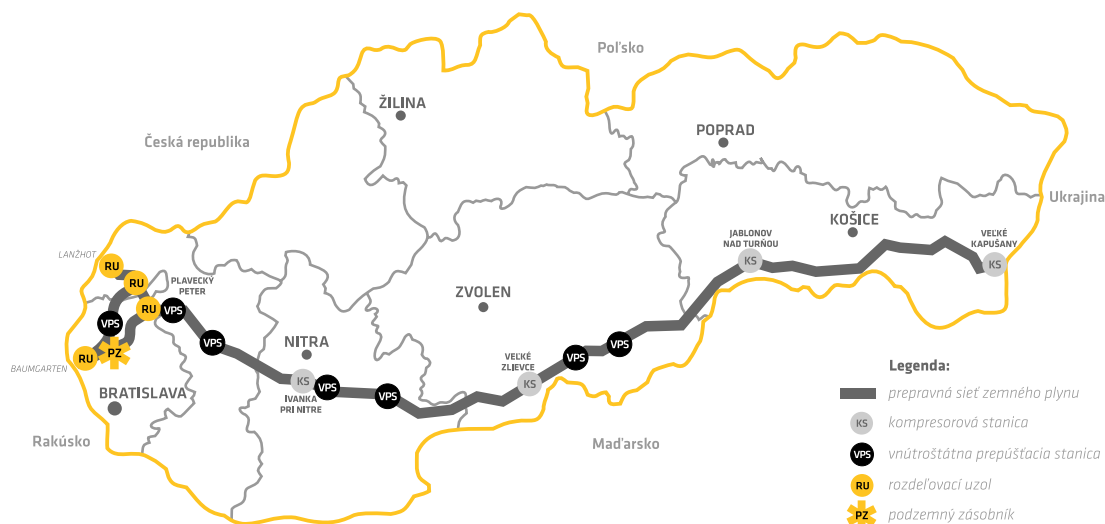 Poľsko
ŽILINA
Česká republika
POPRAD
Ukrajina
KOŠICE
JABLONOV
NAD TURŇOU
KS
VEĽKÉ
KAPUŠANY
KS
LANŽHOT
RU
RU
PLAVECKÝ
PETER
RU
VPS
VPS
VPS
ZVOLEN
NITRA
RU
PZ
BAUMGARTEN
VEĽKÉ
ZLIEVCE
KS
VPS
VPS
BRATISLAVA
KS
VPS
VPS
IVANKA
PRI NITRE
Rakúsko
Maďarsko
Legenda:
prepravná sieť zemného plynu
KS kompresorová stanica
VPS vnútroštátna prepúšťacia stanica
RU rozdeľovací uzol
PZ podzemný zásobník